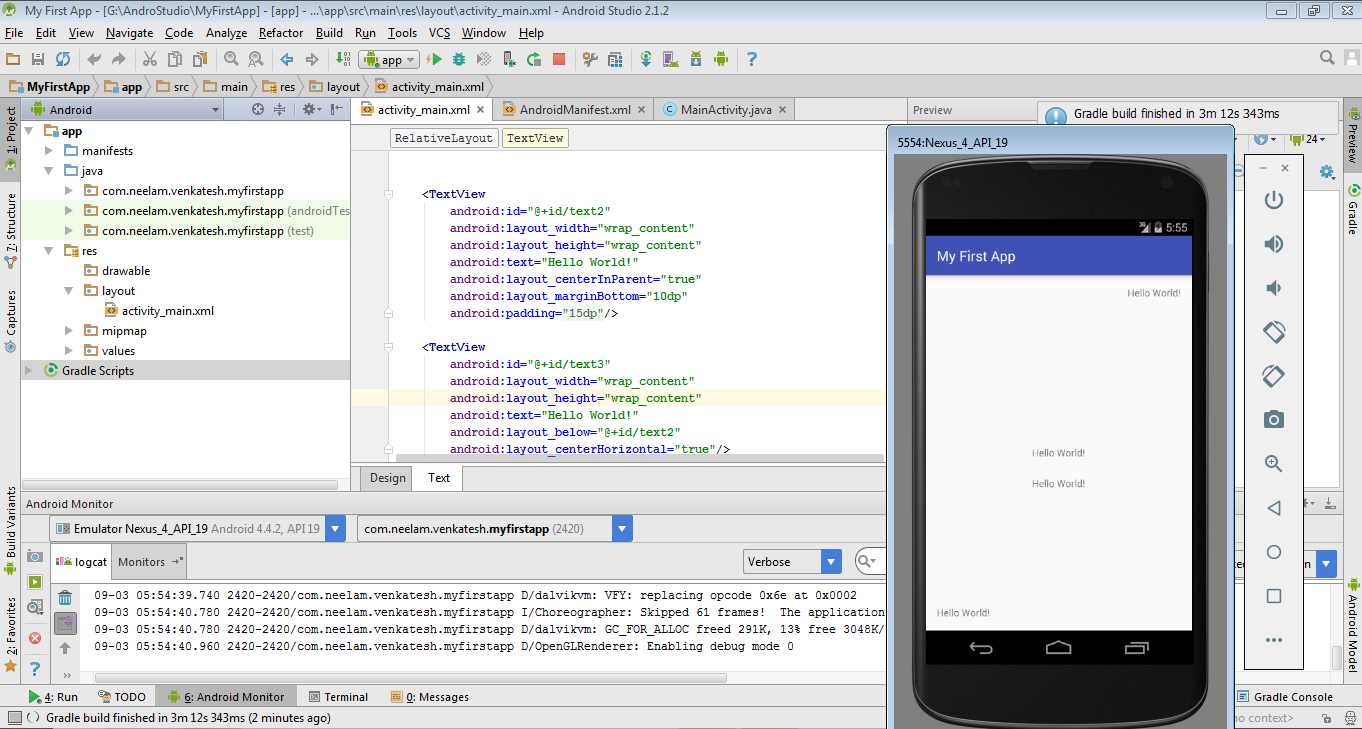 My First App - [G:\AndroStudio\MyFirstApp] - [app] - ...\app\src\main\res\layout\activity_main.xml - Android Studio 2.1.2
File Edit View Navigate Code Analyze Refactor Build Run Tools VCS Window Help
app
MyFirstApp app src main res layout activity_main.xml
1: Project
7: Structure
Captures
Build Variants
2: Favorites
Android
app
manifests
java
com.neelam.venkatesh.myfirstapp
com.neelam.venkatesh.myfirstapp (androidTes
com.neelam.venkatesh.myfirstapp (test)
res
drawable
layout
activity_main.xml
mipmap
values
Gradle Scripts
activity_main.xml AndroidManifest.xml MainActivity.java
RelativeLayout TextView
<TextView
android:id="@+id/text2"
android:layout_width="wrap_content"
android:layout_height="wrap_content"
android:text="Hello World!"
android:layout_centerInParent="true"
android:layout_marginBottom="10dp"
android:padding="15dp"/>
<TextView
android:id="@+id/text3"
android:layout_width="wrap_content"
android:layout_height="wrap_content"
android:text="Hello World!"
android:layout_below="@+id/text2"
android:layout_centerHorizontal="true"/>
Design Text
Preview
Gradle build finished in 3m 12s 343ms
24
5554:Nexus_4_API_19
3G 5:55
My First App
Hello World!
Hello World!
Hello World!
Hello World!
Preview
Gradle
Android Model
Android Monitor
Emulator Nexus_4_API_19 Android 4.4.2, API 19 com.neelam.venkatesh.myfirstapp (2420)
logcat Monitors Verbose
09-03 05:54:39.740 2420-2420/com.neelam.venkatesh.myfirstapp D/dalvikvm: VFY: replacing opcode 0x6e at 0x0002
09-03 05:54:40.780 2420-2420/com.neelam.venkatesh.myfirstapp I/Choreographer: Skipped 61 frames!  The application
09-03 05:54:40.780 2420-2420/com.neelam.venkatesh.myfirstapp D/dalvikvm: GC_FOR_ALLOC freed 291K, 13% free 3048K/
09-03 05:54:40.960 2420-2420/com.neelam.venkatesh.myfirstapp D/OpenGLRenderer: Enabling debug mode 0
4: Run TODO 6: Android Monitor Terminal 0: Messages Gradle Console
Gradle build finished in 3m 12s 343ms (2 minutes ago) no context>